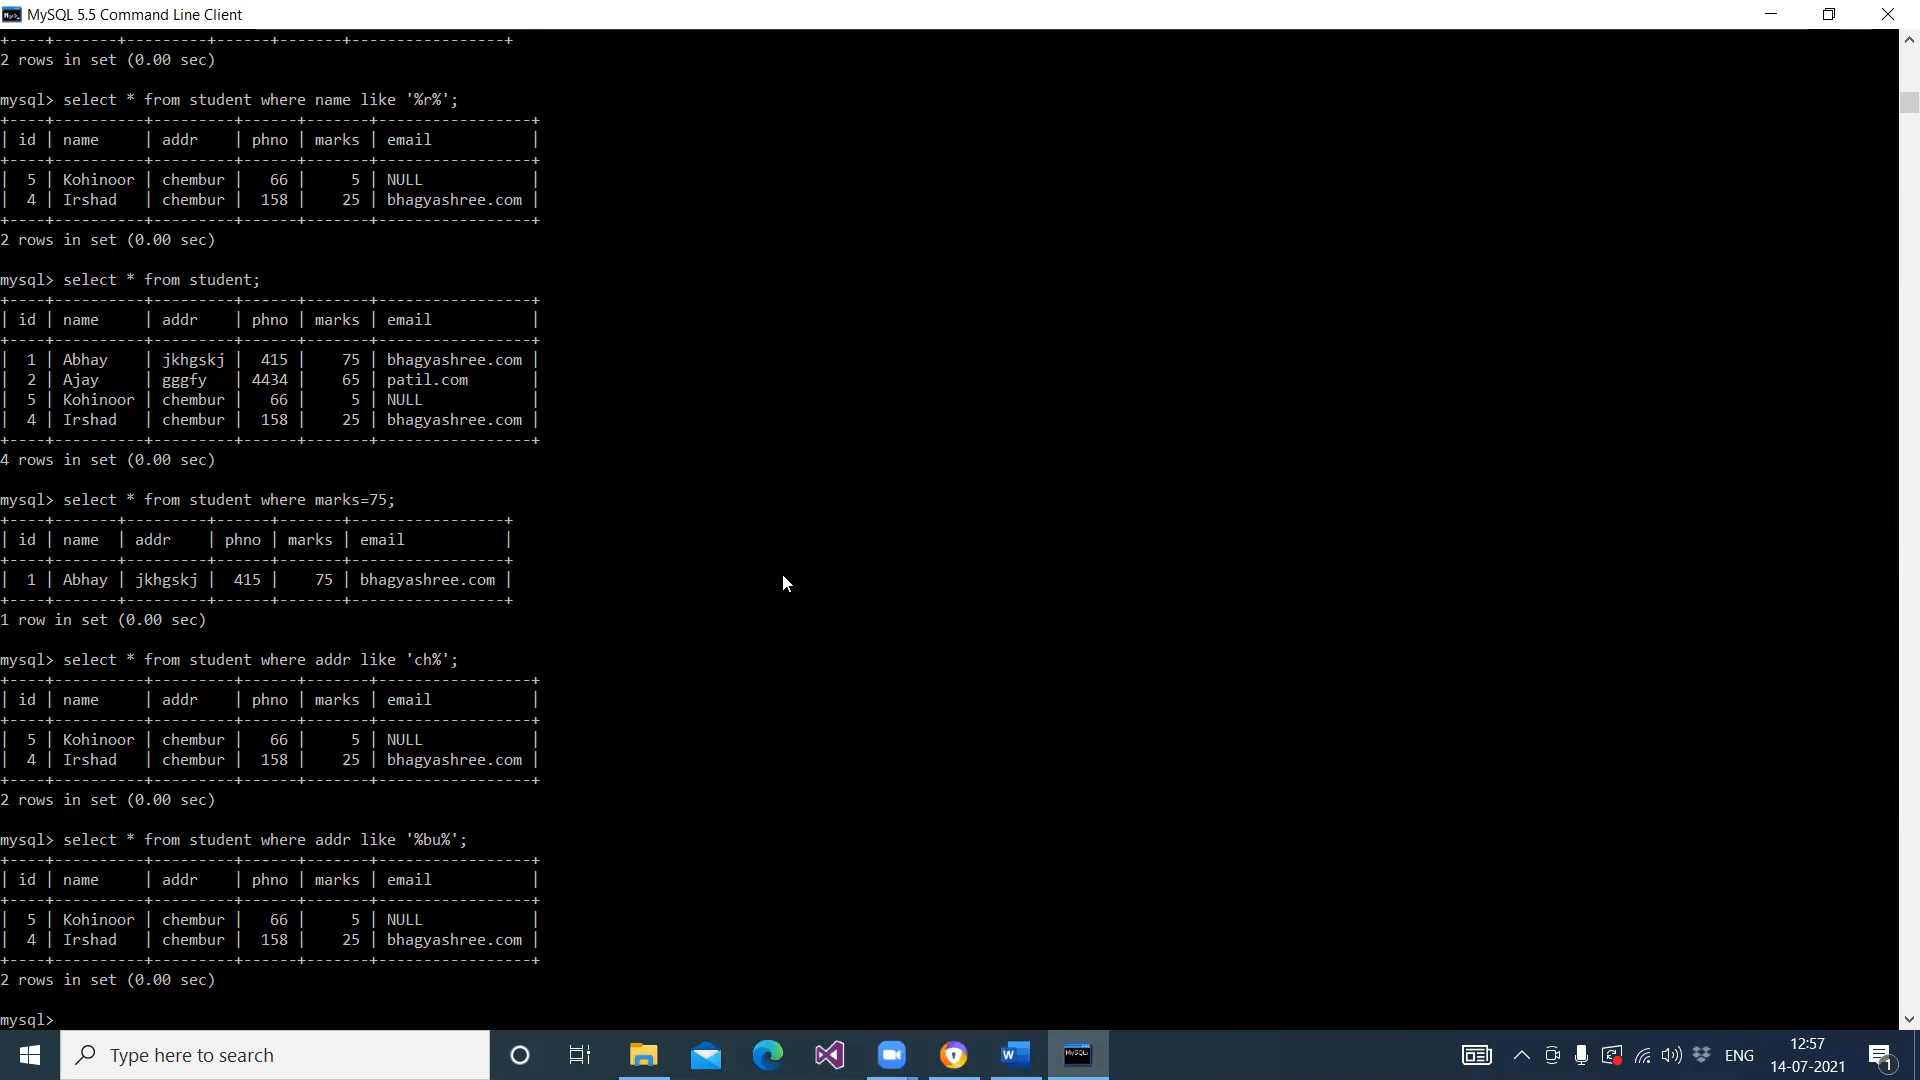 MySQL 5.5 Command Line Client
+----+-------+---------+------+-------+-----------------+
2 rows in set (0.00 sec)
mysql> select * from student where name like '%r%';
+----+----------+---------+------+-------+-----------------+
| id | name     | addr    | phno | marks | email           |
+----+----------+---------+------+-------+-----------------+
|  5 | Kohinoor | chembur |   66 |     5 | NULL            |
|  4 | Irshad   | chembur |  158 |    25 | bhagyashree.com |
+----+----------+---------+------+-------+-----------------+
2 rows in set (0.00 sec)
mysql> select * from student;
+----+----------+---------+------+-------+-----------------+
| id | name     | addr    | phno | marks | email           |
+----+----------+---------+------+-------+-----------------+
|  1 | Abhay    | jkhgskj |  415 |    75 | bhagyashree.com |
|  2 | Ajay     | gggfy   | 4434 |    65 | patil.com       |
|  5 | Kohinoor | chembur |   66 |     5 | NULL            |
|  4 | Irshad   | chembur |  158 |    25 | bhagyashree.com |
+----+----------+---------+------+-------+-----------------+
4 rows in set (0.00 sec)
mysql> select * from student where marks=75;
+----+-------+---------+------+-------+-----------------+
| id | name  | addr    | phno | marks | email           |
+----+-------+---------+------+-------+-----------------+
|  1 | Abhay | jkhgskj |  415 |    75 | bhagyashree.com |
+----+-------+---------+------+-------+-----------------+
1 row in set (0.00 sec)
mysql> select * from student where addr like 'ch%';
+----+----------+---------+------+-------+-----------------+
| id | name     | addr    | phno | marks | email           |
+----+----------+---------+------+-------+-----------------+
|  5 | Kohinoor | chembur |   66 |     5 | NULL            |
|  4 | Irshad   | chembur |  158 |    25 | bhagyashree.com |
+----+----------+---------+------+-------+-----------------+
2 rows in set (0.00 sec)
mysql> select * from student where addr like '%bu%';
+----+----------+---------+------+-------+-----------------+
| id | name     | addr    | phno | marks | email           |
+----+----------+---------+------+-------+-----------------+
|  5 | Kohinoor | chembur |   66 |     5 | NULL            |
|  4 | Irshad   | chembur |  158 |    25 | bhagyashree.com |
+----+----------+---------+------+-------+-----------------+
2 rows in set (0.00 sec)
mysql>
Type here to search
ENG
12:57
14-07-2021
1